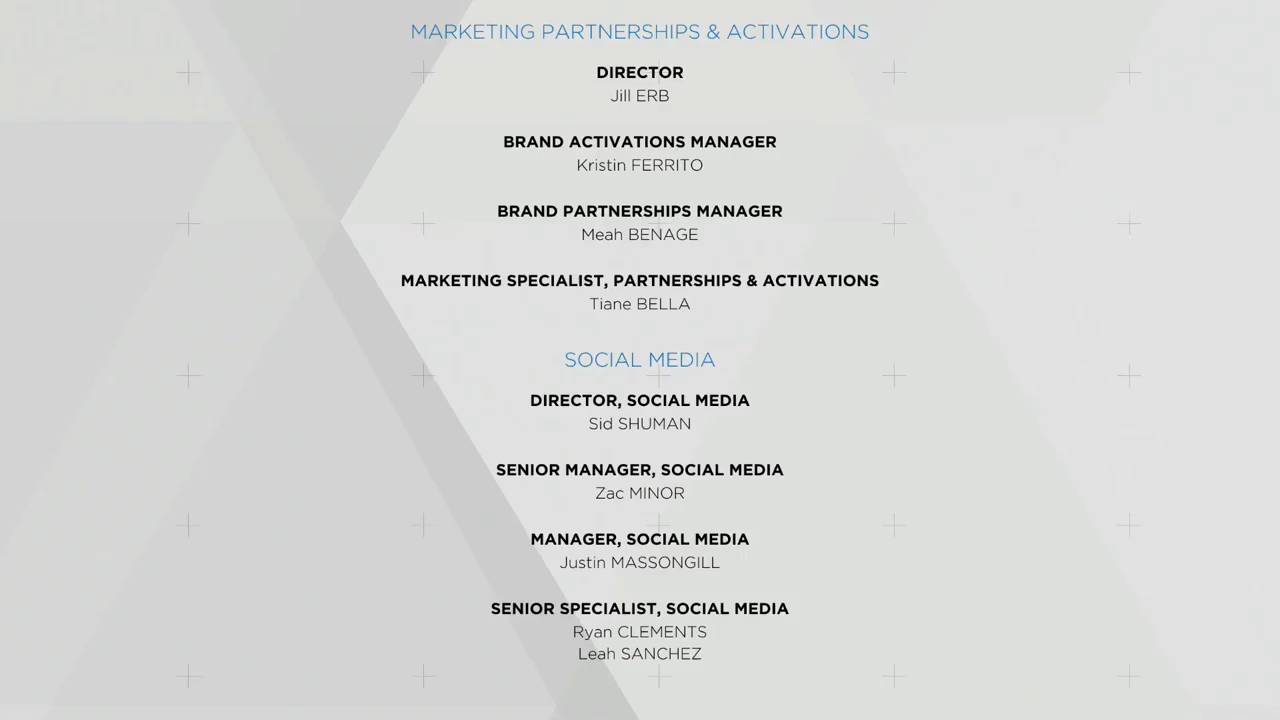 MARKETING PARTNERSHIPS & ACTIVATIONS
DIRECTOR
Jill ERB
BRAND ACTIVATIONS MANAGER
Kristin FERRITO
BRAND PARTNERSHIPS MANAGER
Meah BENAGE
MARKETING SPECIALIST, PARTNERSHIPS & ACTIVATIONS
Tiane BELLA
SOCIAL MEDIA
DIRECTOR, SOCIAL MEDIA
Sid SHUMAN
SENIOR MANAGER, SOCIAL MEDIA
Zac MINOR
MANAGER, SOCIAL MEDIA
Justin MASSONGILL
SENIOR SPECIALIST, SOCIAL MEDIA
Ryan CLEMENTS
Leah SANCHEZ